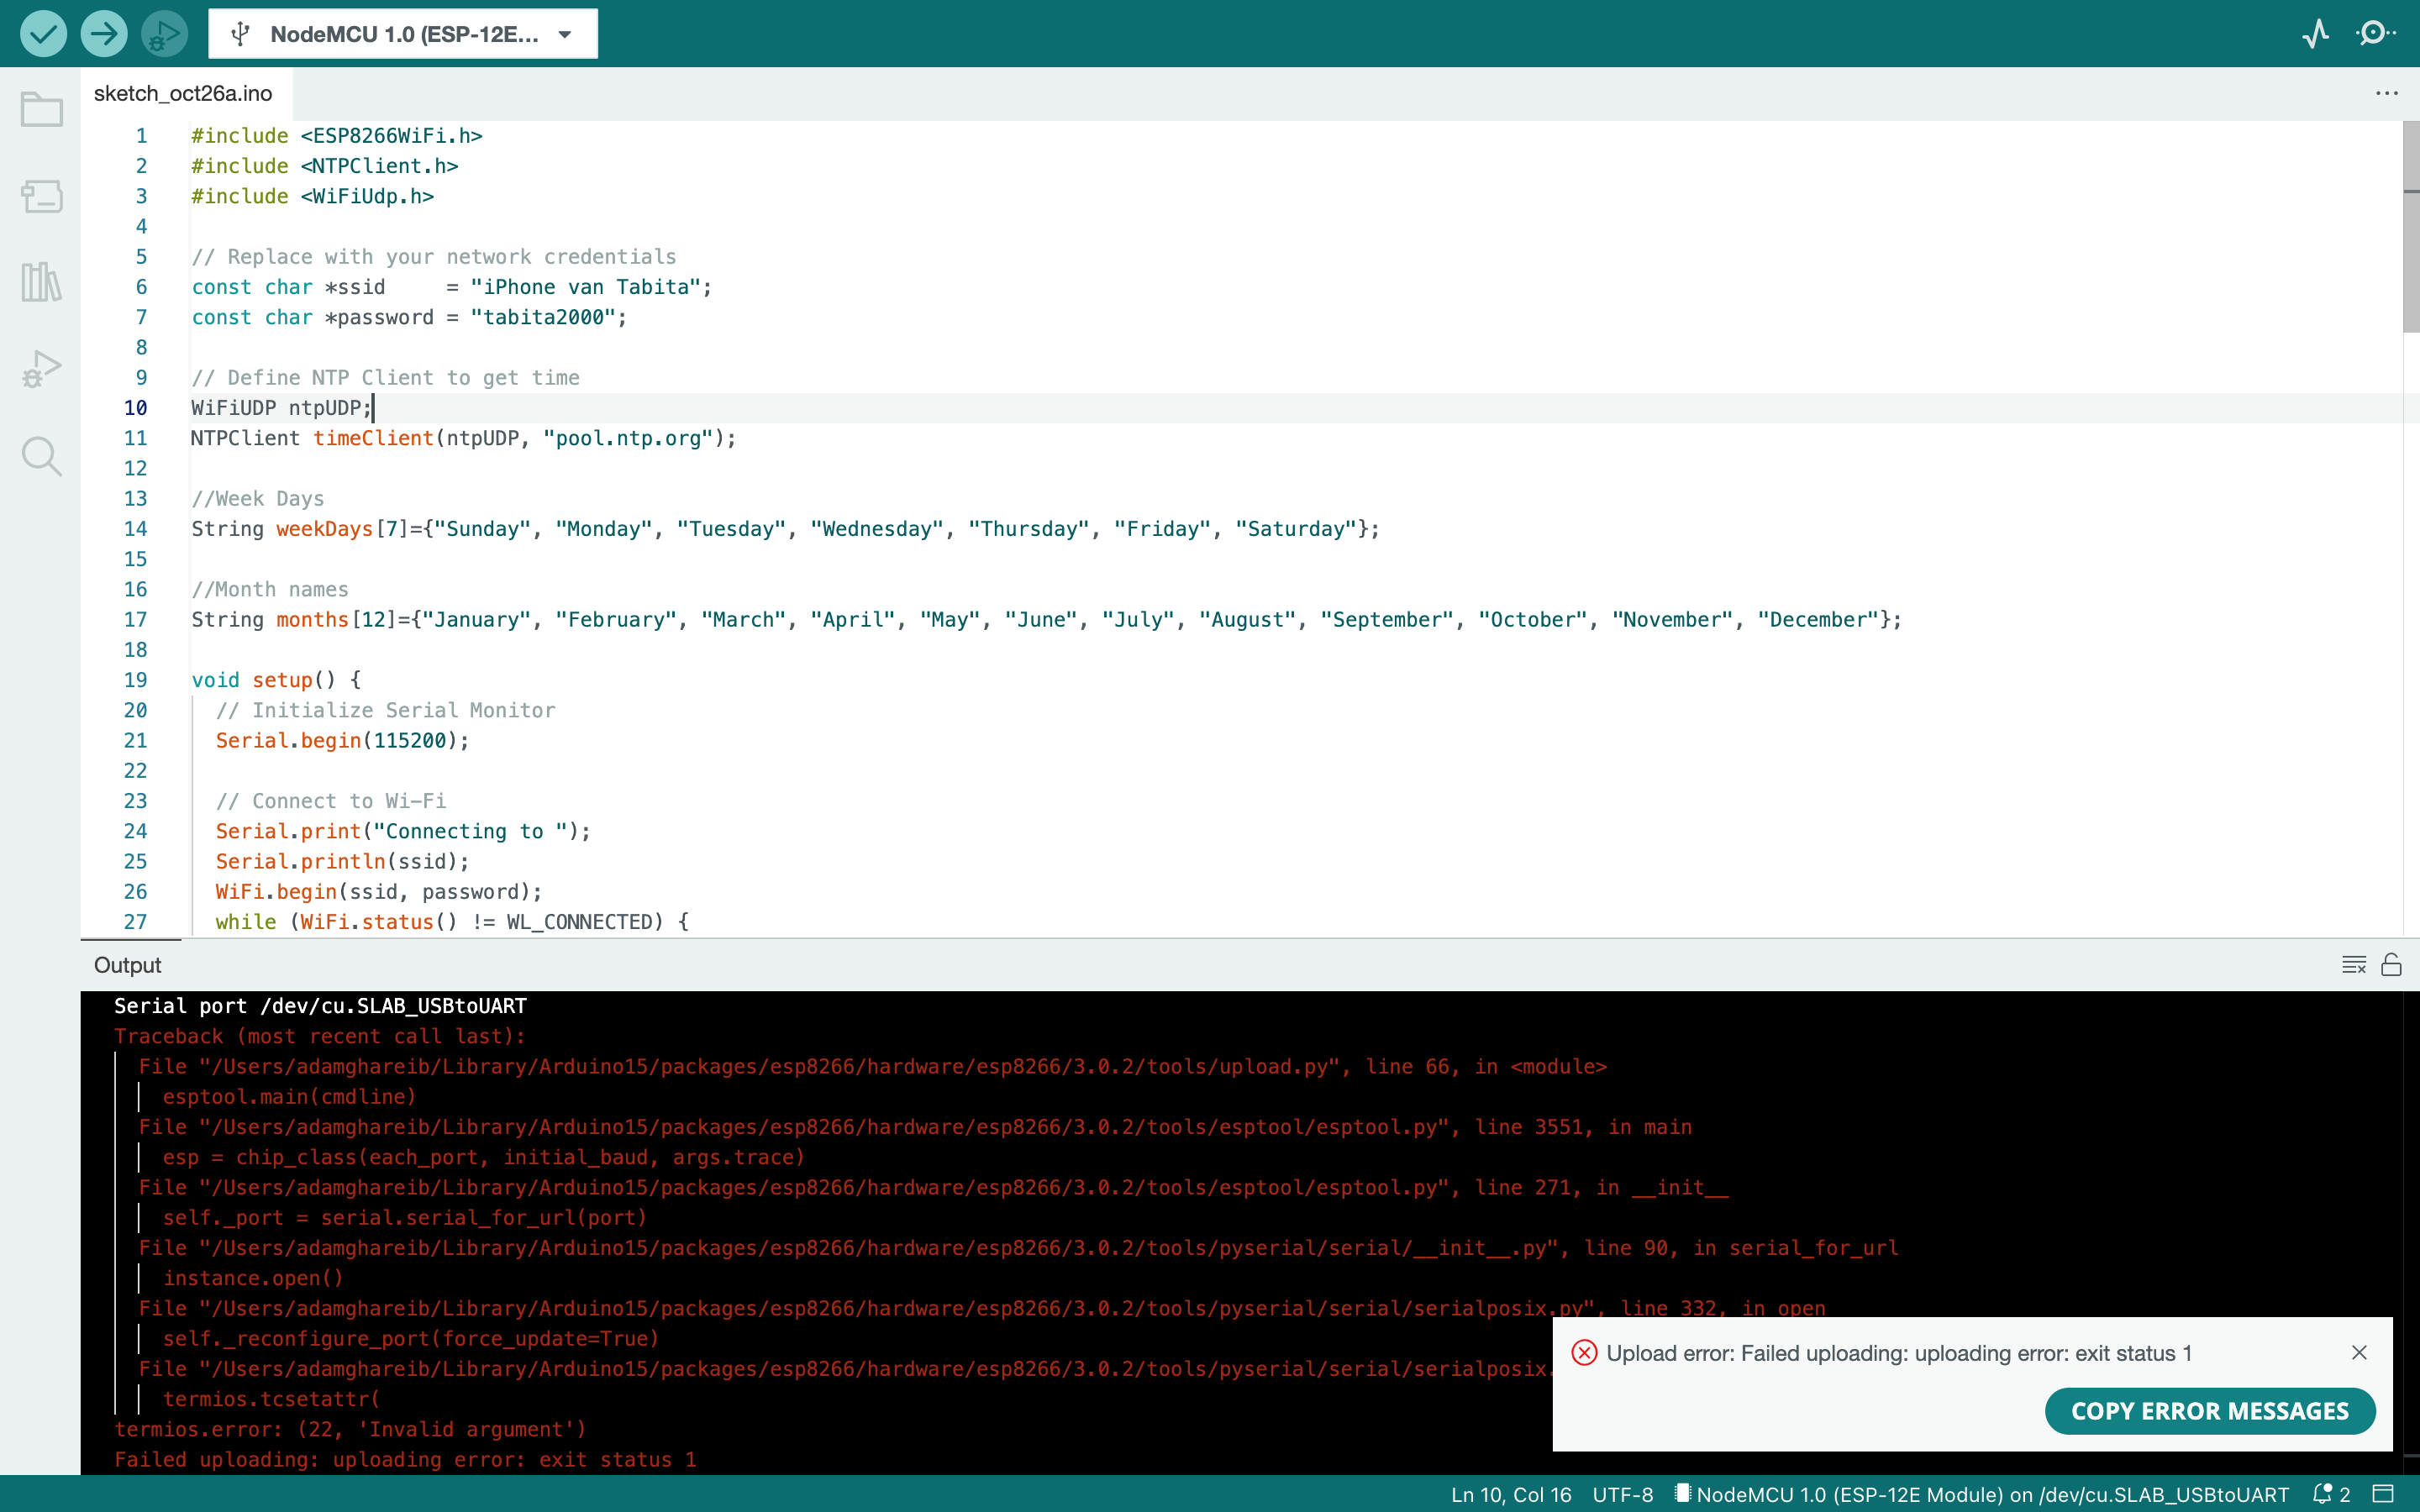 NodeMCU 1.0 (ESP-12E...
sketch_oct26a.ino
1 #include <ESP8266WiFi.h>
2 #include <NTPClient.h>
3 #include <WiFiUdp.h>
4
5 // Replace with your network credentials
6 const char *ssid     = "iPhone van Tabita";
7 const char *password = "tabita2000";
8
9 // Define NTP Client to get time
10 WiFiUDP ntpUDP;
11 NTPClient timeClient(ntpUDP, "pool.ntp.org");
12
13 //Week Days
14 String weekDays[7]={"Sunday", "Monday", "Tuesday", "Wednesday", "Thursday", "Friday", "Saturday"};
15
16 //Month names
17 String months[12]={"January", "February", "March", "April", "May", "June", "July", "August", "September", "October", "November", "December"};
18
19 void setup() {
20   // Initialize Serial Monitor
21   Serial.begin(115200);
22
23   // Connect to Wi-Fi
24   Serial.print("Connecting to ");
25   Serial.println(ssid);
26   WiFi.begin(ssid, password);
27   while (WiFi.status() != WL_CONNECTED) {
Output
Serial port /dev/cu.SLAB_USBtoUART
Traceback (most recent call last):
  File "/Users/adamghareib/Library/Arduino15/packages/esp8266/hardware/esp8266/3.0.2/tools/upload.py", line 66, in <module>
    esptool.main(cmdline)
  File "/Users/adamghareib/Library/Arduino15/packages/esp8266/hardware/esp8266/3.0.2/tools/esptool/esptool.py", line 3551, in main
    esp = chip_class(each_port, initial_baud, args.trace)
  File "/Users/adamghareib/Library/Arduino15/packages/esp8266/hardware/esp8266/3.0.2/tools/esptool/esptool.py", line 271, in __init__
    self._port = serial.serial_for_url(port)
  File "/Users/adamghareib/Library/Arduino15/packages/esp8266/hardware/esp8266/3.0.2/tools/pyserial/serial/__init__.py", line 90, in serial_for_url
    instance.open()
  File "/Users/adamghareib/Library/Arduino15/packages/esp8266/hardware/esp8266/3.0.2/tools/pyserial/serial/serialposix.py", line 332, in open
    self._reconfigure_port(force_update=True)
  File "/Users/adamghareib/Library/Arduino15/packages/esp8266/hardware/esp8266/3.0.2/tools/pyserial/serial/serialposix.
    termios.tcsetattr(
termios.error: (22, 'Invalid argument')
Failed uploading: uploading error: exit status 1
Upload error: Failed uploading: uploading error: exit status 1
COPY ERROR MESSAGES
Ln 10, Col 16 UTF-8 NodeMCU 1.0 (ESP-12E Module) on /dev/cu.SLAB_USBtoUART 2